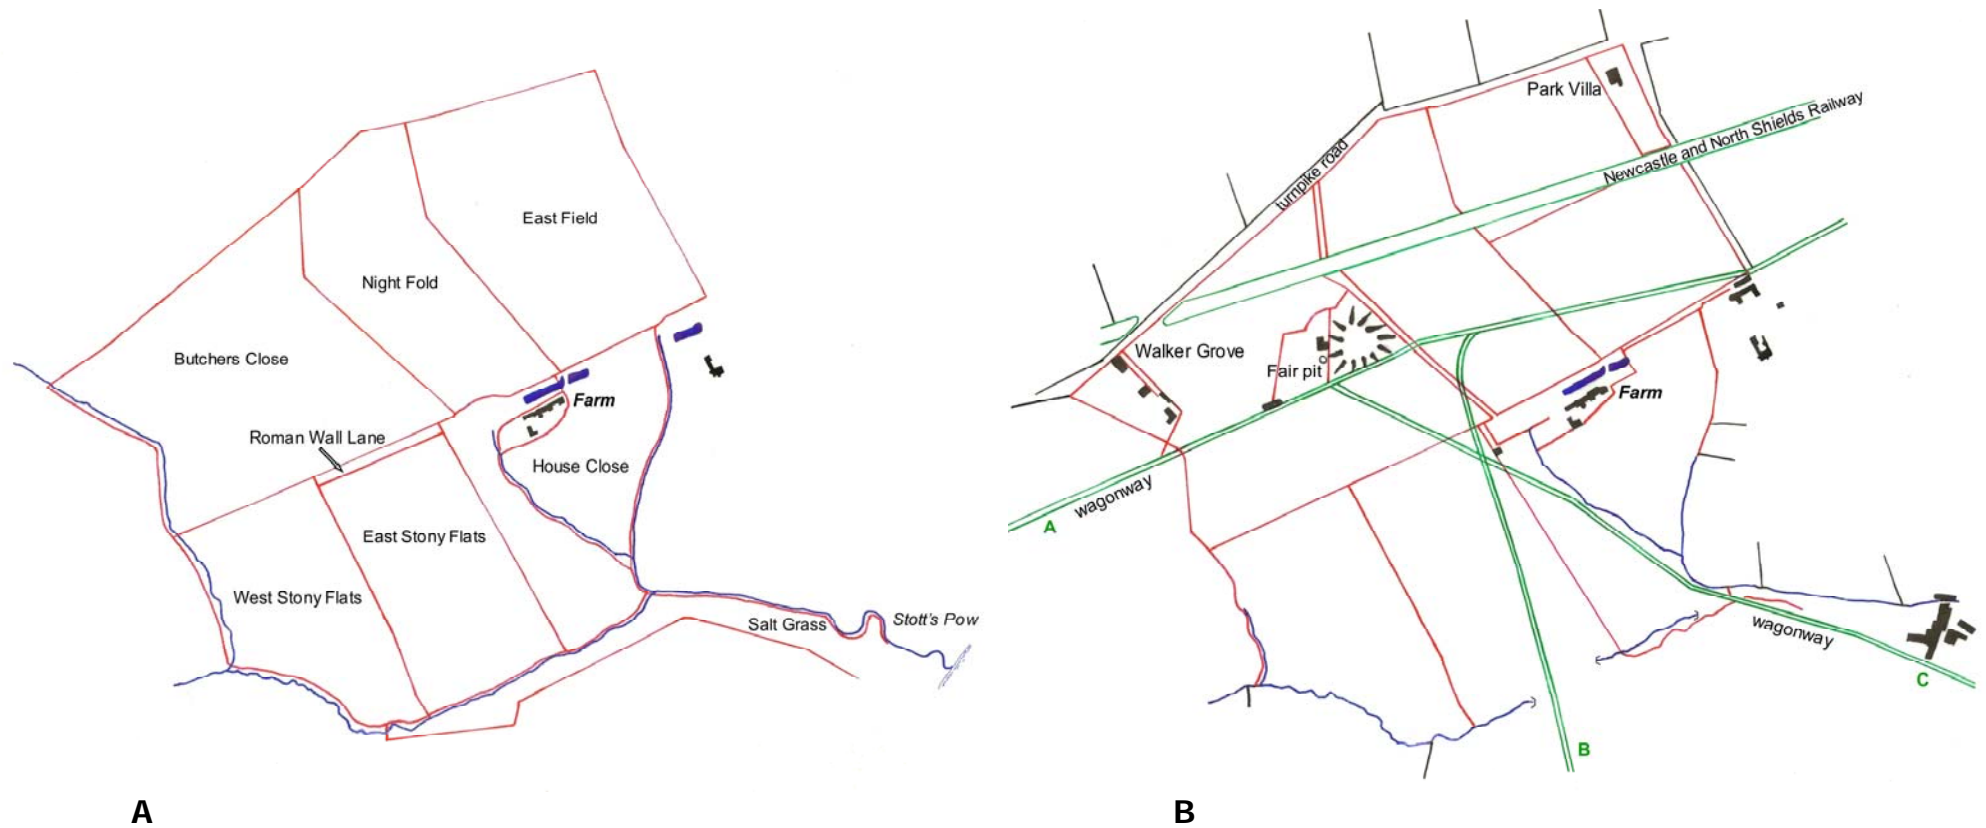 East Field
Night Fold
Butchers Close
Farm
Roman Wall Lane
House Close
East Stony Flats
West Stony Flats
Salt Grass
Stott's Pow
A
Park Villa
Newcastle and North Shields Railway
turnpike road
Walker Grove
Fair pit
Farm
wagonway
A
wagonway
C
B
B